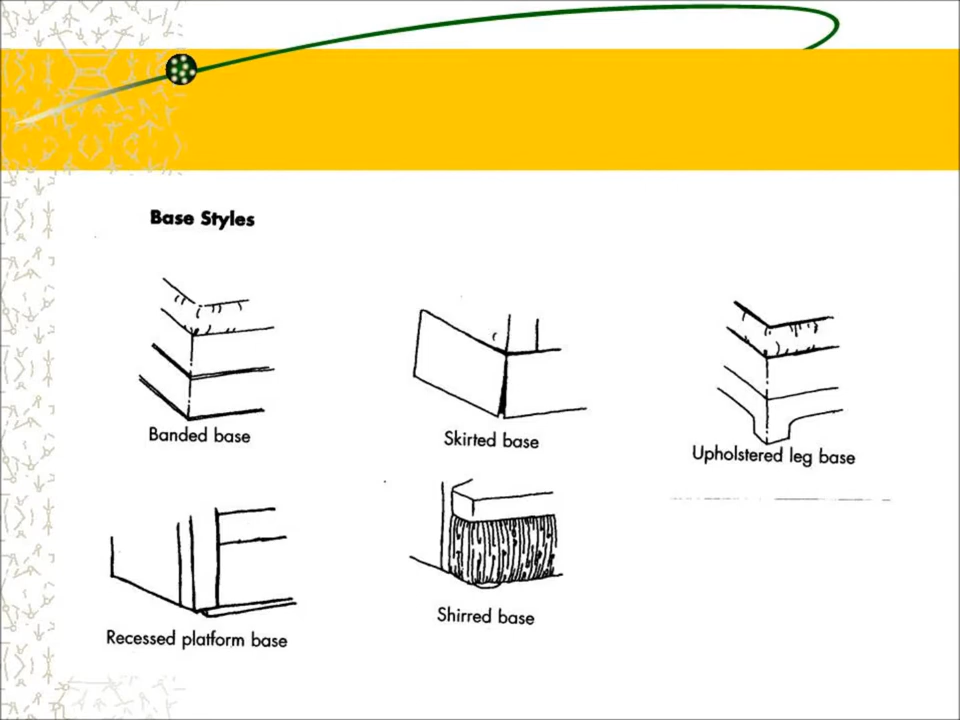 Base Styles
Banded base
Skirted base
Upholstered leg base
Recessed platform base
Shirred base